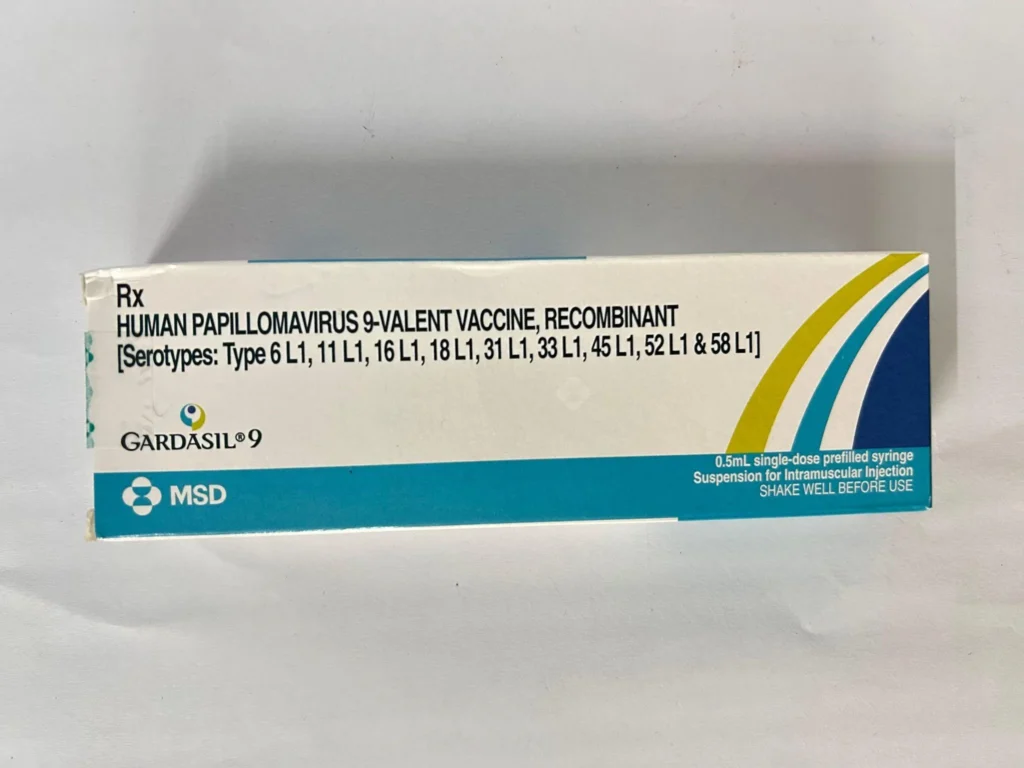 Rx
HUMAN PAPILLOMAVIRUS 9-VALENT VACCINE, RECOMBINANT
[Serotypes: Type 6 L1, 11 L1, 16 L1, 18 L1, 31 L1, 33 L1, 45 L1, 52 L1 & 58 L1]
GARDASIL® 9
MSD
0.5mL single-dose prefilled syringe
Suspension for Intramuscular Injection
SHAKE WELL BEFORE USE